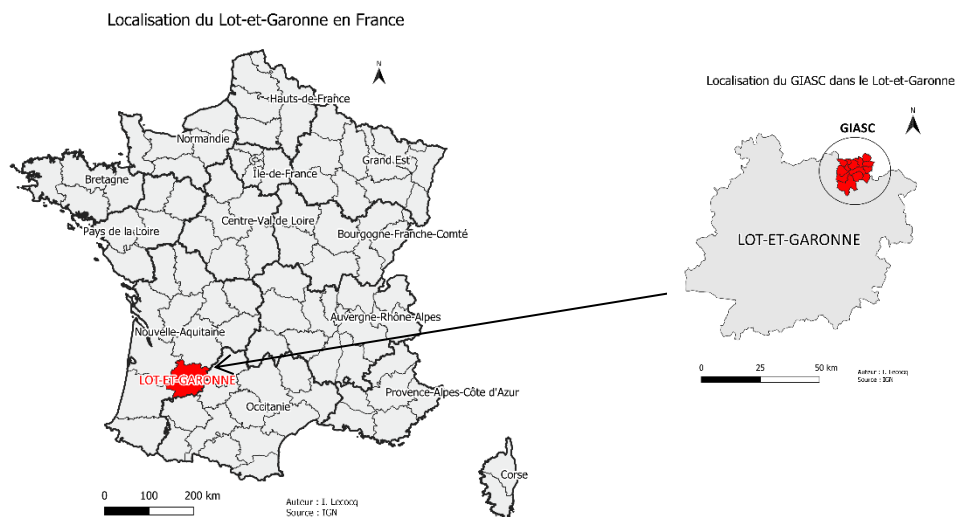 Localisation du Lot-et-Garonne en France
N
Hauts-de-France
Normandie
Grand Est
Île-de-France
Bretagne
Centre-Val de Loire
Pays de la Loire
Bourgogne-Franche-Comté
Auvergne-Rhône-Alpes
Nouvelle-Aquitaine
LOT-ET-GARONNE
Provence-Alpes-Côte d'Azur
Occitanie
Corse
0 100 200 km
Auteur : I. Lecocq
Source : IGN
Localisation du GIASC dans le Lot-et-Garonne
N
GIASC
LOT-ET-GARONNE
0 25 50 km
Auteur : I. Lecocq
Source : IGN